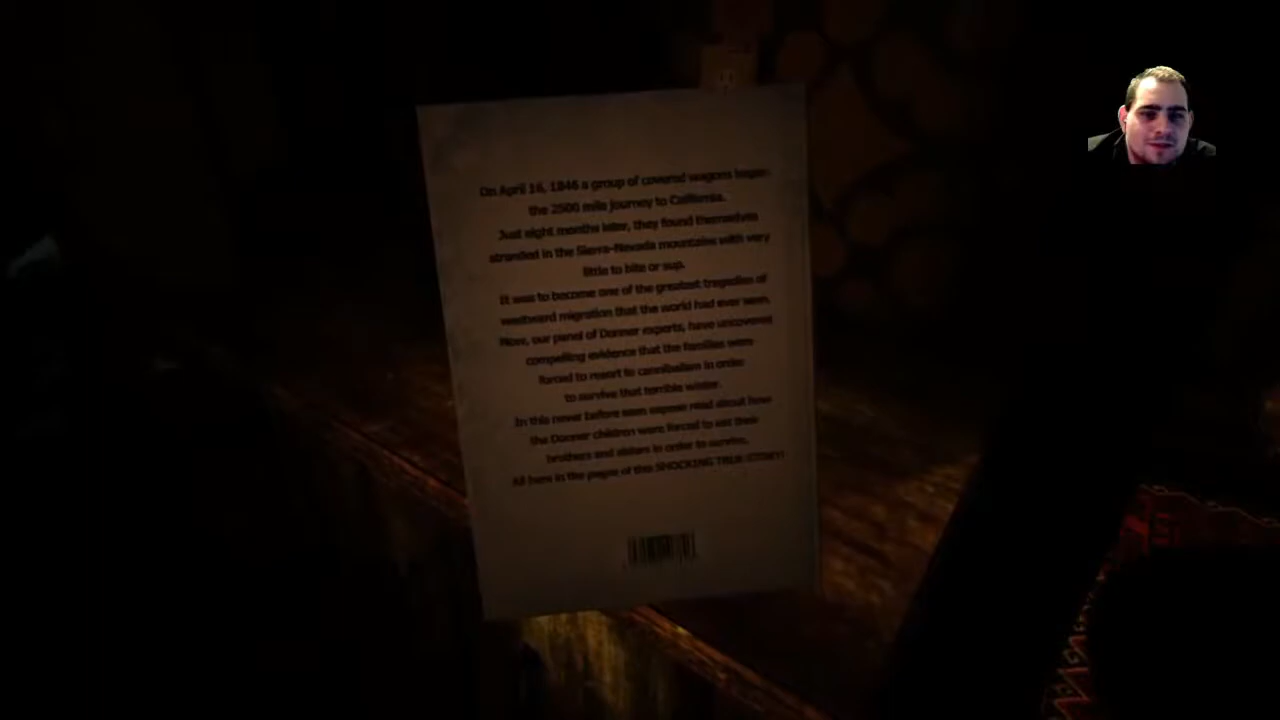 On April 16, 1846 a group of covered wagons began
the 2500 mile journey to California.
Just eight months later, they found themselves
stranded in the Sierra-Nevada mountains with very
little to bite or sup.
It was to become one of the greatest tragedies of
westward migration that the world had ever seen.
Now, our panel of Donner experts, have uncovered
compelling evidence that the families were
forced to resort to cannibalism in order
to survive that terrible winter.
In this never before seen expose read about how
the Donner children were forced to eat their
brothers and sisters in order to survive.
All here in the pages of this SHOCKING TRUE STORY!